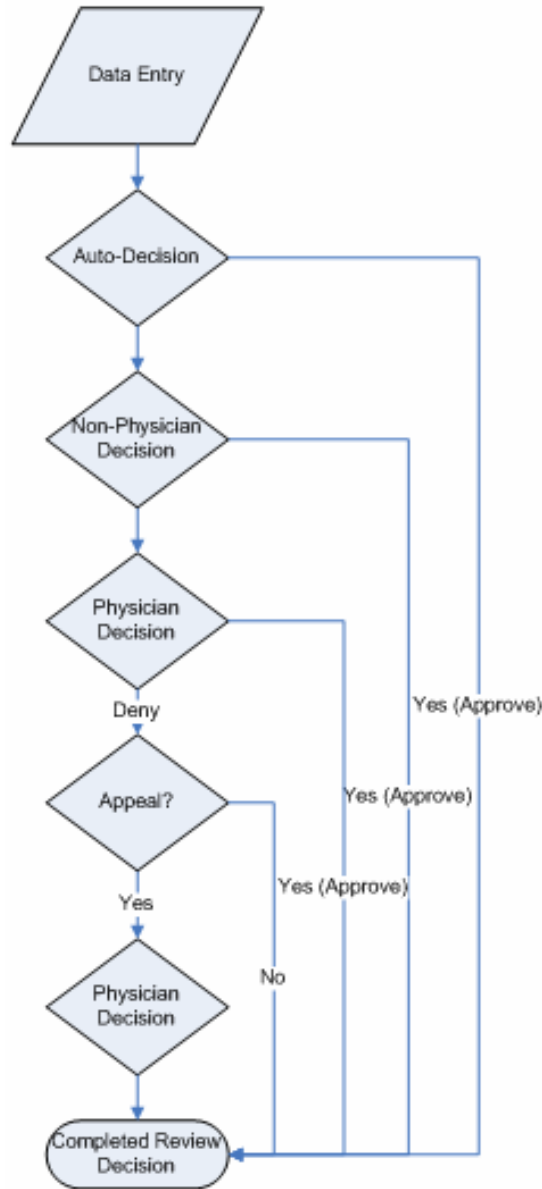 Data Entry
Auto-Decision
Non-Physician
Decision
Physician
Decision
Deny
Yes (Approve)
Appeal?
Yes (Approve)
Yes (Approve)
Yes
No
Physician
Decision
Completed Review
Decision